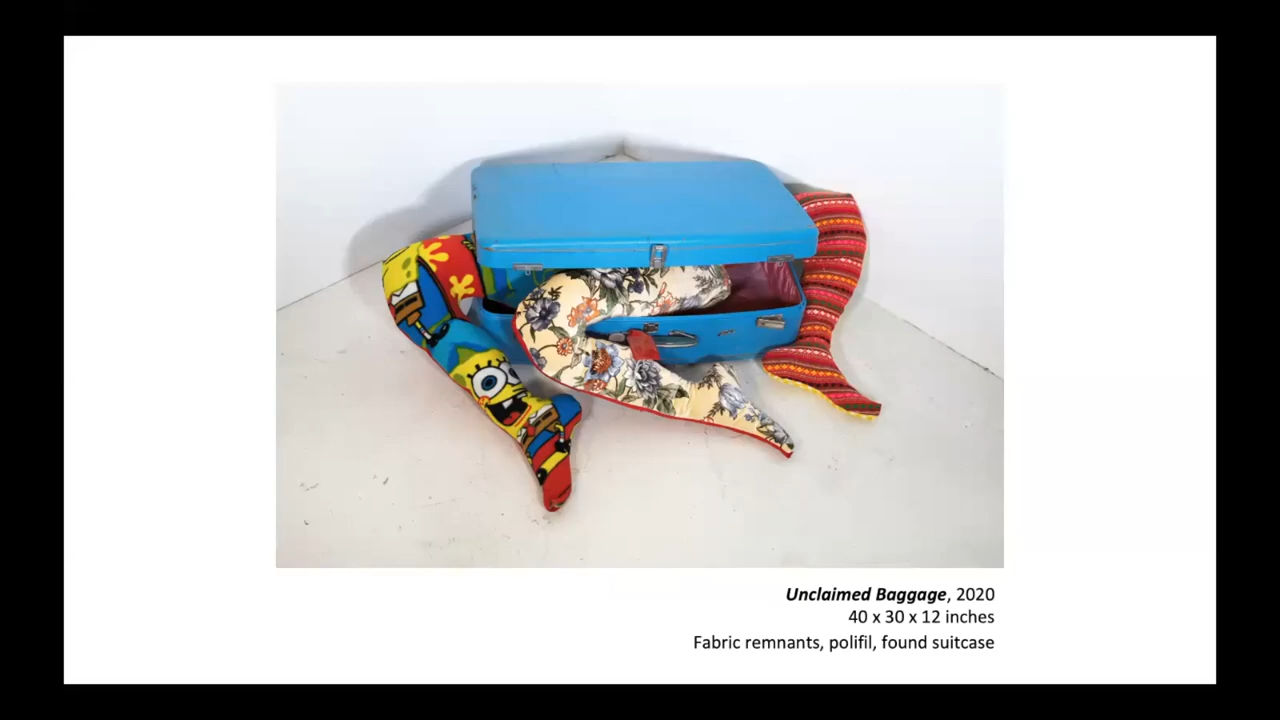 Unclaimed Baggage, 2020
40 x 30 x 12 inches
Fabric remnants, polifil, found suitcase